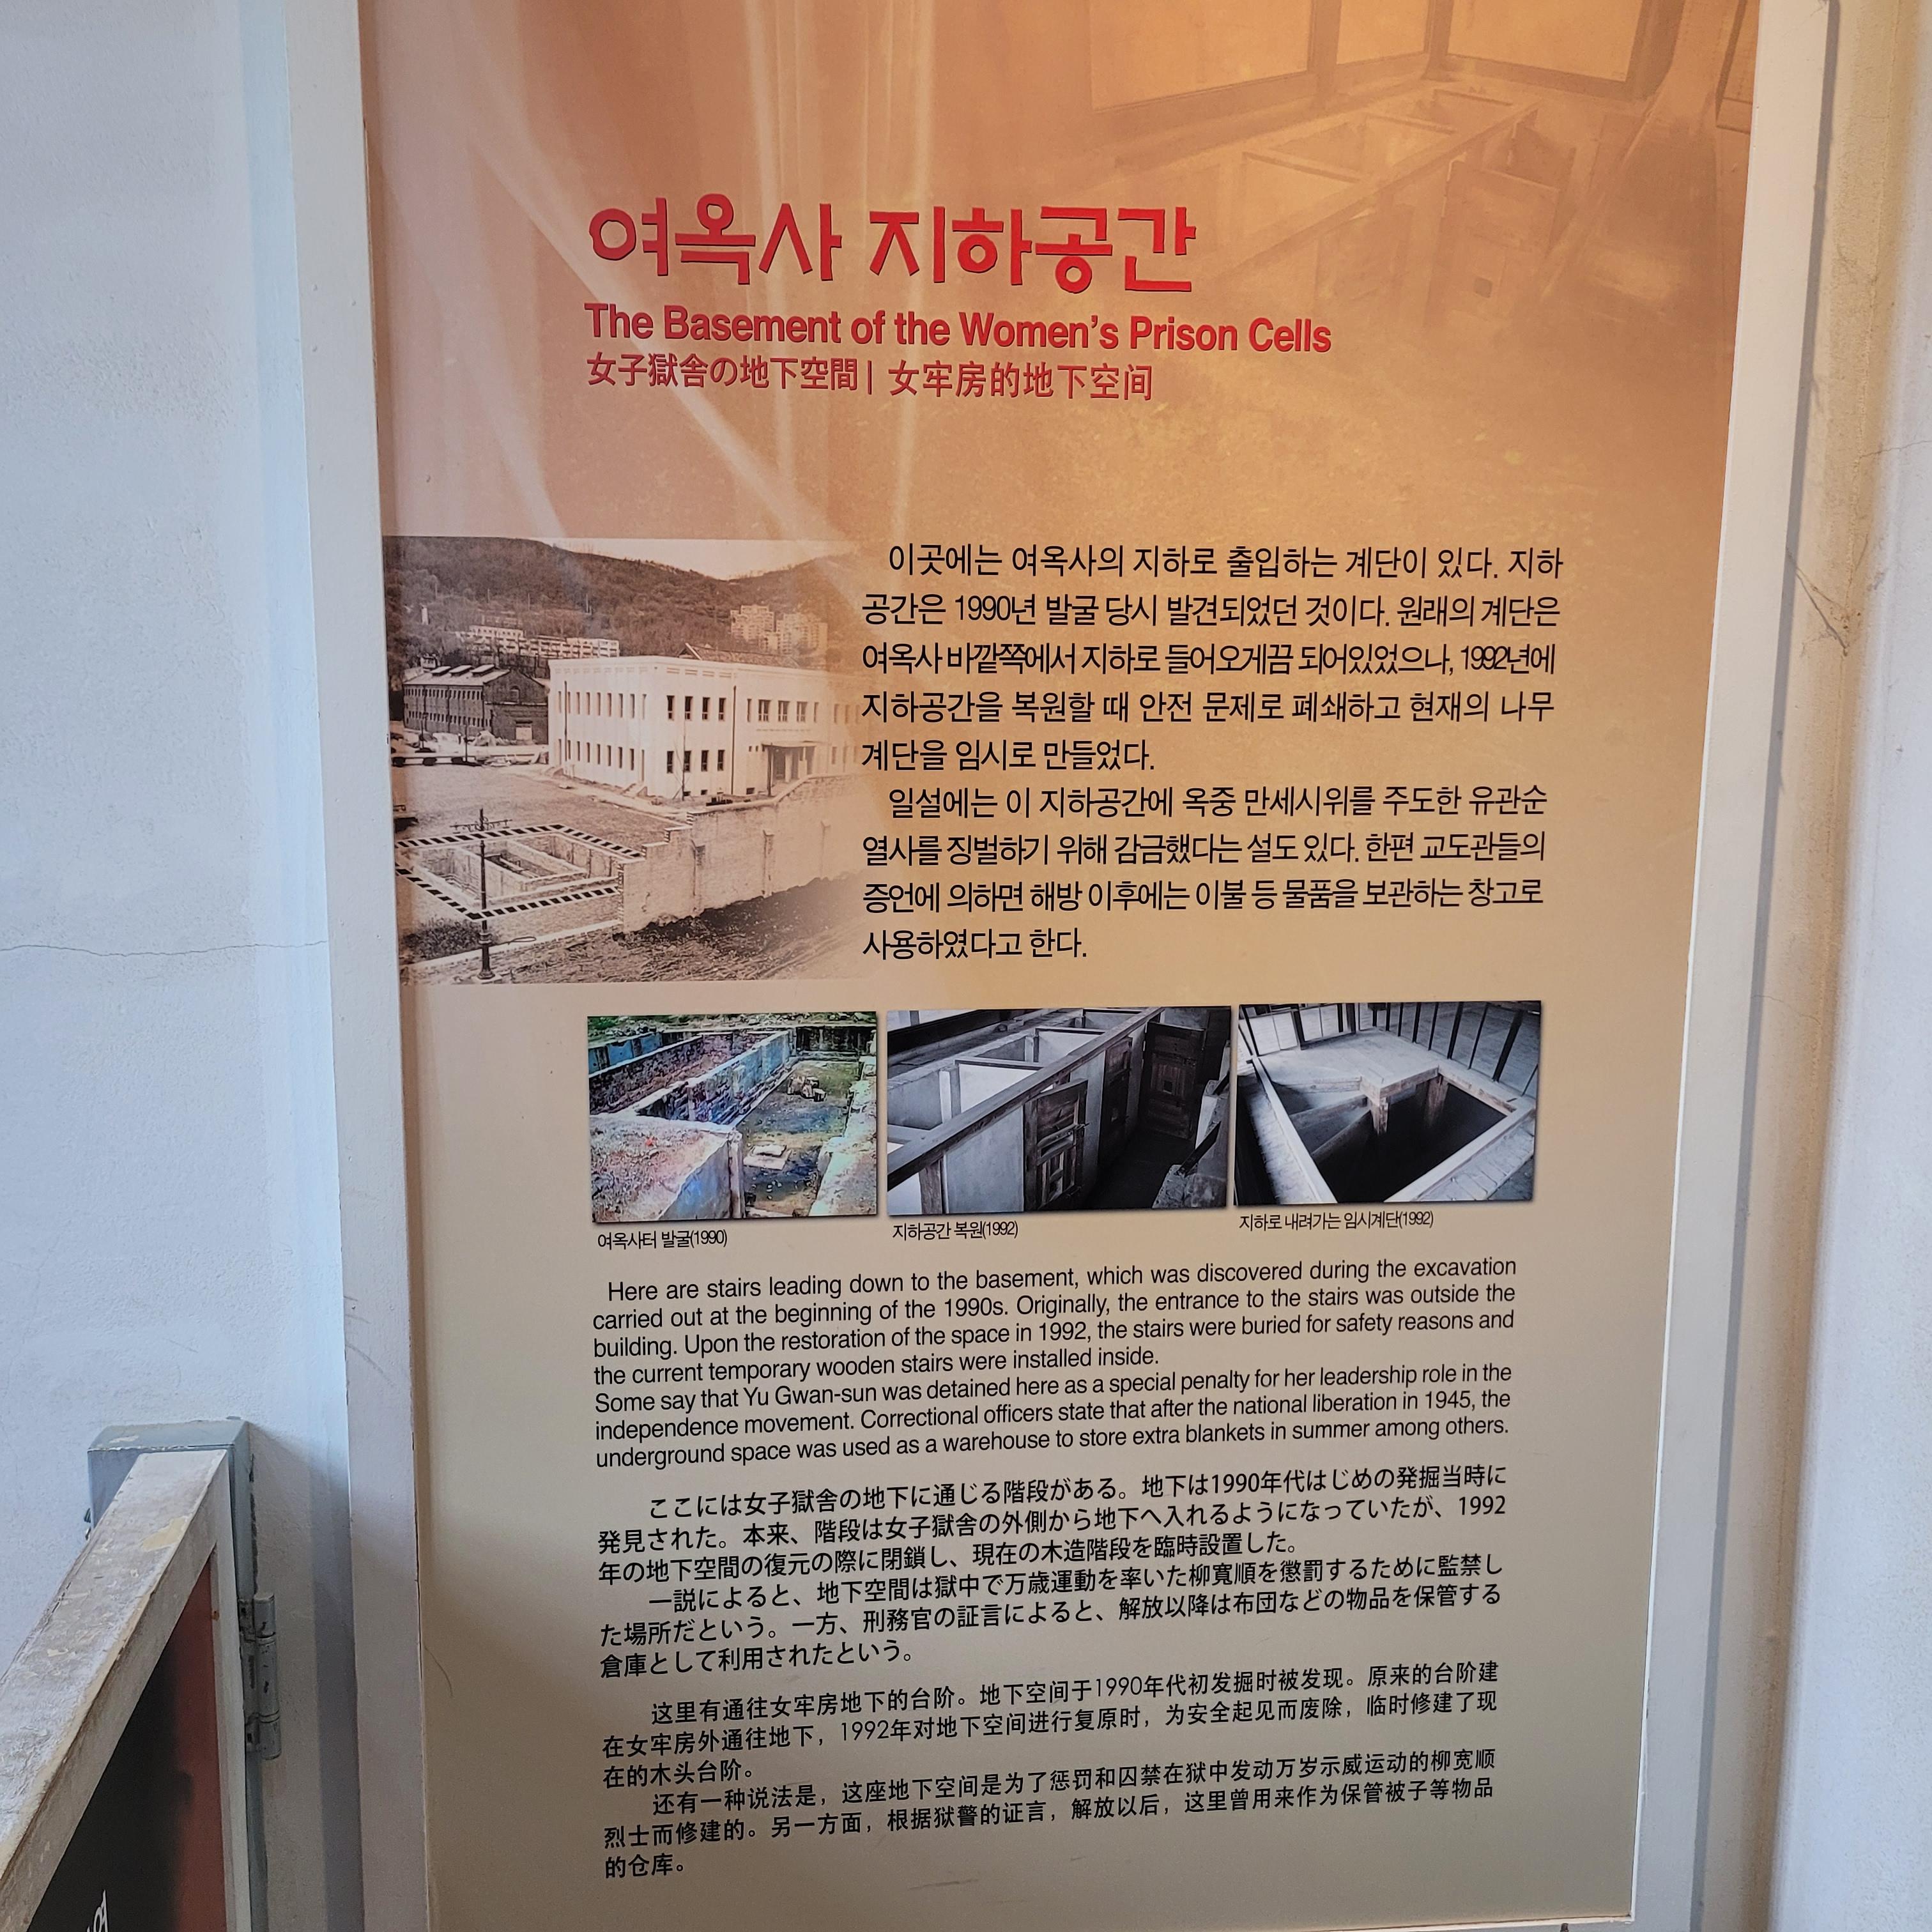 여옥사 지하공간
The Basement of the Women's Prison Cells
女子獄舎の地下空間 | 女牢房的地下空间
이곳에는 여옥사의 지하로 출입하는 계단이 있다. 지하
공간은 1990년 발굴 당시 발견되었던 것이다. 원래의 계단은
여옥사 바깥쪽에서 지하로 들어오게끔 되어있었으나, 1992년에
지하공간을 복원할 때 안전 문제로 폐쇄하고 현재의 나무
계단을 임시로 만들었다.
일설에는 이 지하공간에 옥중 만세시위를 주도한 유관순
열사를 징벌하기 위해 감금했다는 설도 있다. 한편 교도관들의
증언에 의하면 해방 이후에는 이불 등 물품을 보관하는 창고로
사용하였다고 한다.
여옥사터 발굴(1990)
지하공간 복원(1992)
지하로 내려가는 임시계단(1992)
Here are stairs leading down to the basement, which was discovered during the excavation
carried out at the beginning of the 1990s. Originally, the entrance to the stairs was outside the
building. Upon the restoration of the space in 1992, the stairs were buried for safety reasons and
the current temporary wooden stairs were installed inside.
Some say that Yu Gwan-sun was detained here as a special penalty for her leadership role in the
independence movement. Correctional officers state that after the national liberation in 1945, the
underground space was used as a warehouse to store extra blankets in summer among others.
ここには女子獄舎の地下に通じる階段がある。地下は1990年代はじめの発掘当時に
発見された。本来、階段は女子獄舎の外側から地下へ入れるようになっていたが、1992
年の地下空間の復元の際に閉鎖し、現在の木造階段を臨時設置した。
一説によると、地下空間は獄中で万歳運動を率いた柳寛順を懲罰するために監禁し
た場所だという。一方、刑務官の証言によると、解放以降は布団などの物品を保管する
倉庫として利用されたという。
这里有通往女牢房地下的台阶。地下空间于1990年代初发掘时被发现。原来的台阶建
在女牢房外通往地下，1992年对地下空间进行复原时，为安全起见而废除，临时修建了现
在的木头台阶。
还有一种说法是，这座地下空间是为了惩罚和囚禁在狱中发动万岁示威运动的柳宽顺
烈士而修建的。另一方面，根据狱警的证言，解放以后，这里曾用来作为保管被子等物品
的仓库。